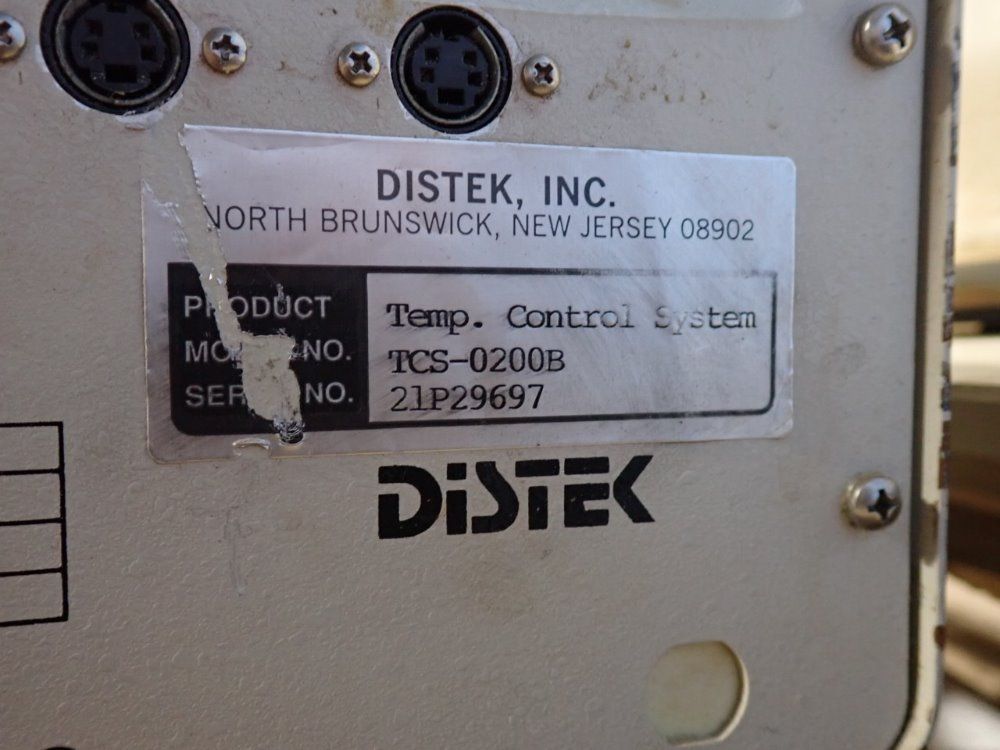 DISTEK, INC.
NORTH BRUNSWICK, NEW JERSEY 08902
PRODUCT Temp. Control System
NO. TCS-0200B
NO. 21P29697
DiSTEK